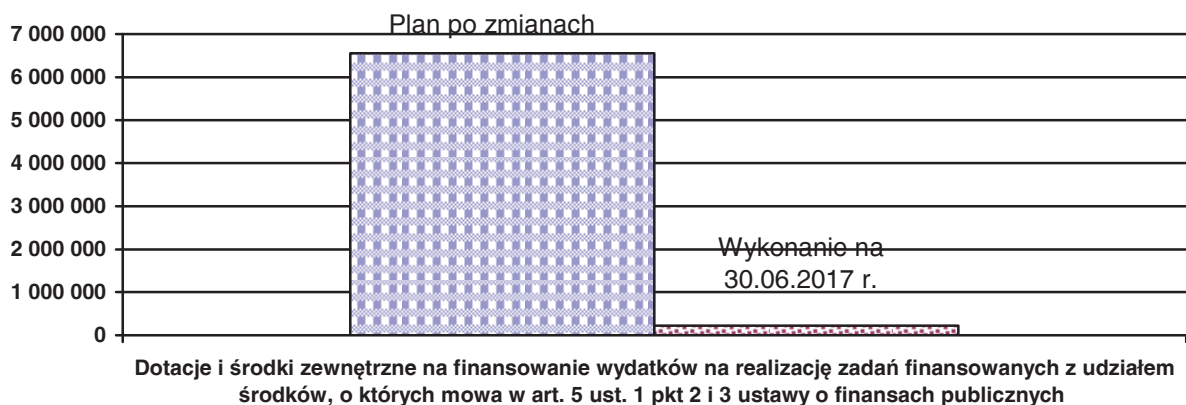 Plan po zmianach
7 000 000
6 000 000
5 000 000
4 000 000
3 000 000
2 000 000
1 000 000
0
Wykonanie na
30.06.2017 r.
Dotacje i środki zewnętrzne na finansowanie wydatków na realizację zadań finansowanych z udziałem
środków, o których mowa w art. 5 ust. 1 pkt 2 i 3 ustawy o finansach publicznych